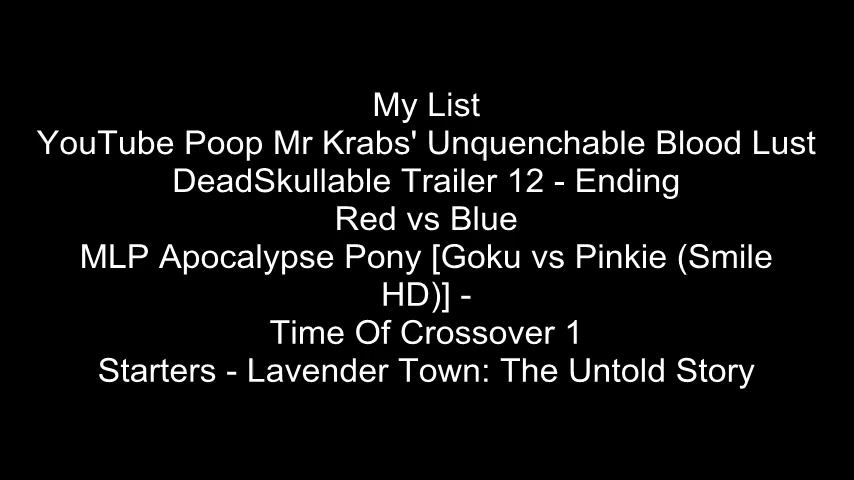 My List
YouTube Poop Mr Krabs' Unquenchable Blood Lust
DeadSkullable Trailer 12 - Ending
Red vs Blue
MLP Apocalypse Pony [Goku vs Pinkie (Smile
HD)] -
Time Of Crossover 1
Starters - Lavender Town: The Untold Story